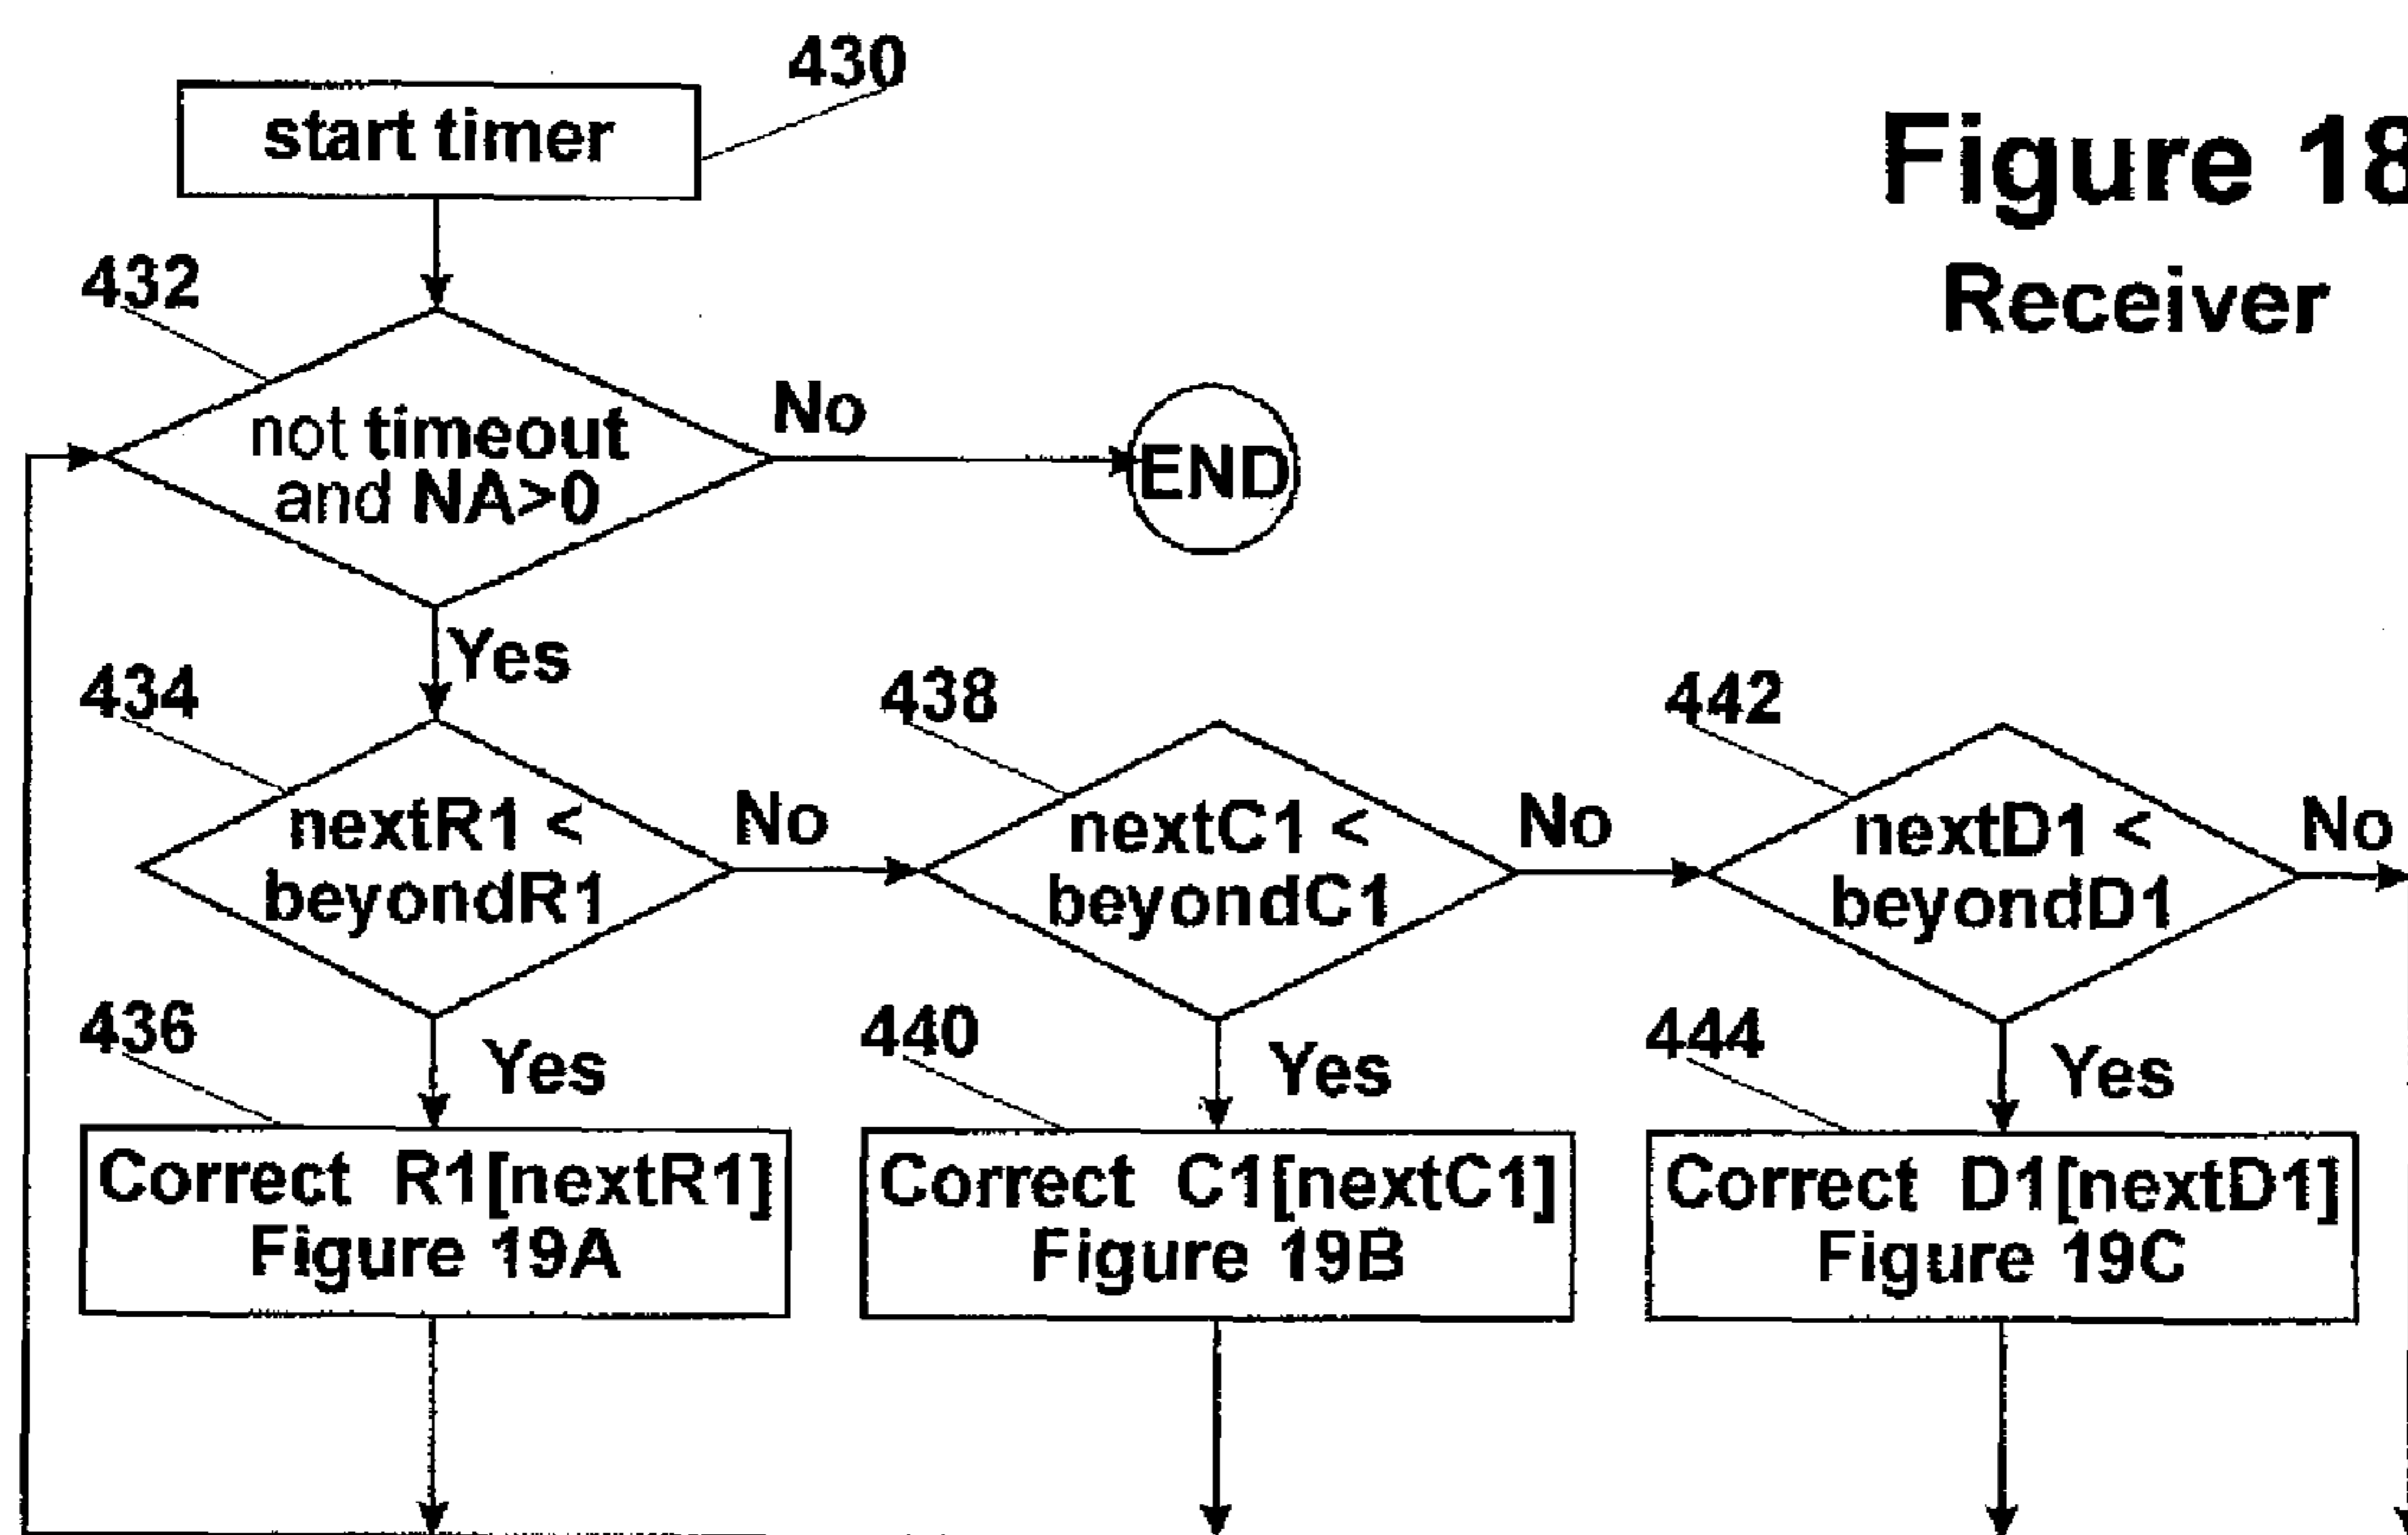 430
start timer
Figure 18
Receiver
432
not timeout
and NA>0
No
END
Yes
434
nextR1 <
beyondR1
No
438
nextC1 <
beyondC1
No
442
nextD1 <
beyondD1
No
436
Yes
Correct R1[nextR1]
Figure 19A
440
Yes
Correct C1[nextC1]
Figure 19B
444
Yes
Correct D1[nextD1]
Figure 19C